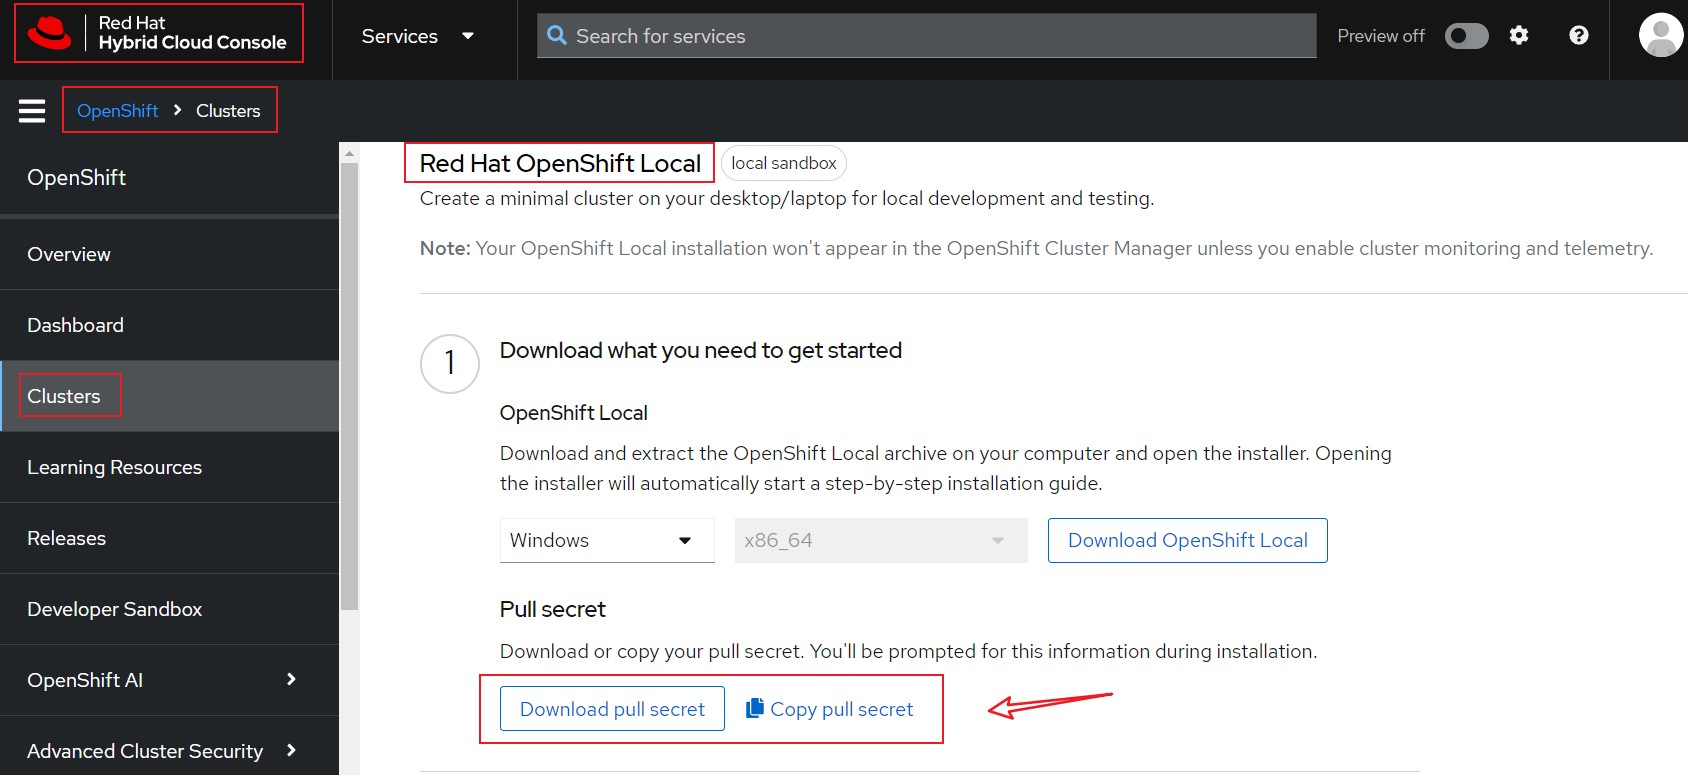 Red Hat
Hybrid Cloud Console
Services
Search for services
Preview off
OpenShift
Clusters
OpenShift
Overview
Dashboard
Clusters
Learning Resources
Releases
Developer Sandbox
OpenShift AI
Advanced Cluster Security
Red Hat OpenShift Local
local sandbox
Create a minimal cluster on your desktop/laptop for local development and testing.
Note: Your OpenShift Local installation won't appear in the OpenShift Cluster Manager unless you enable cluster monitoring and telemetry.
1
Download what you need to get started
OpenShift Local
Download and extract the OpenShift Local archive on your computer and open the installer. Opening
the installer will automatically start a step-by-step installation guide.
Windows
x86_64
Download OpenShift Local
Pull secret
Download or copy your pull secret. You'll be prompted for this information during installation.
Download pull secret
Copy pull secret